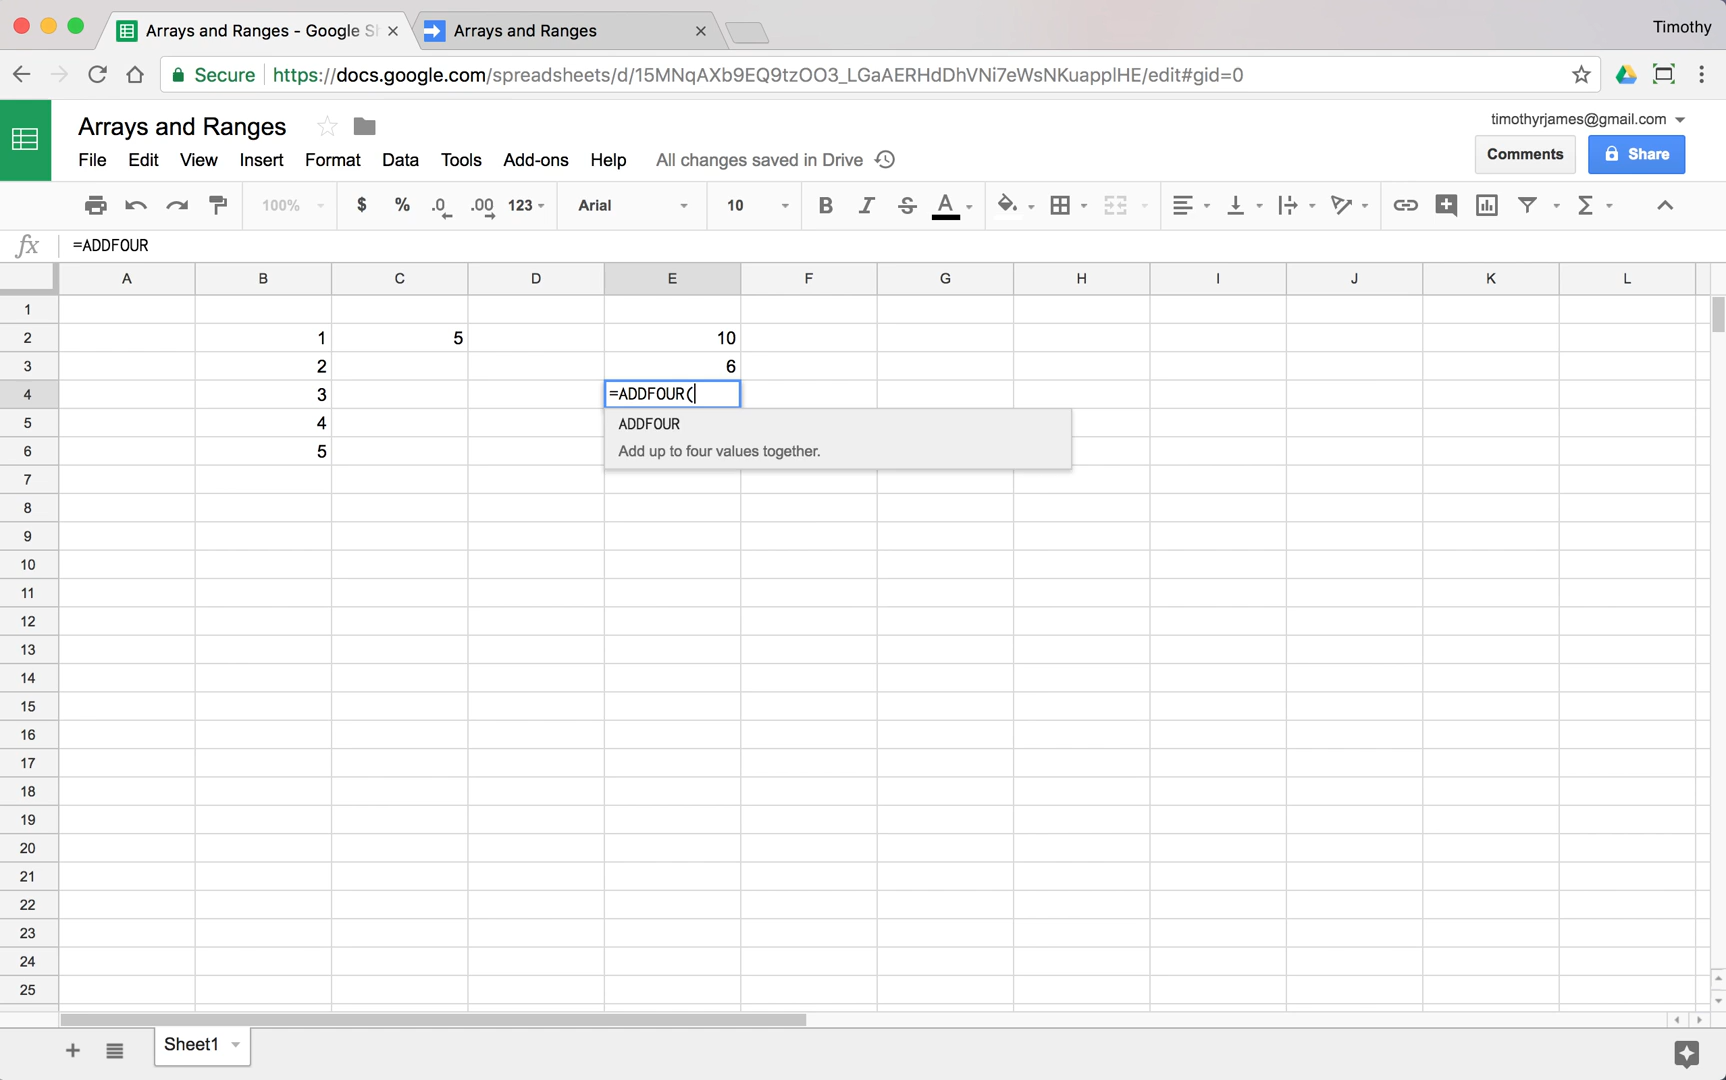 Arrays and Ranges - Google S
Arrays and Ranges
Timothy
Secure https://docs.google.com/spreadsheets/d/15MNqAXb9EQ9tzOO3_LGaAERHdDhVNi7eWsNKuapplHE/edit#gid=0
Arrays and Ranges
timothyrjames@gmail.com
File Edit View Insert Format Data Tools Add-ons Help All changes saved in Drive
Comments Share
100% $ % .0 .00 123 Arial 10 B I S A Σ
fx =ADDFOUR
A B C D E F G H I J K L
1
2 1 5 10
3 2 6
4 3 =ADDFOUR(
5 4 ADDFOUR
6 5 Add up to four values together.
7
8
9
10
11
12
13
14
15
16
17
18
19
20
21
22
23
24
25
Sheet1